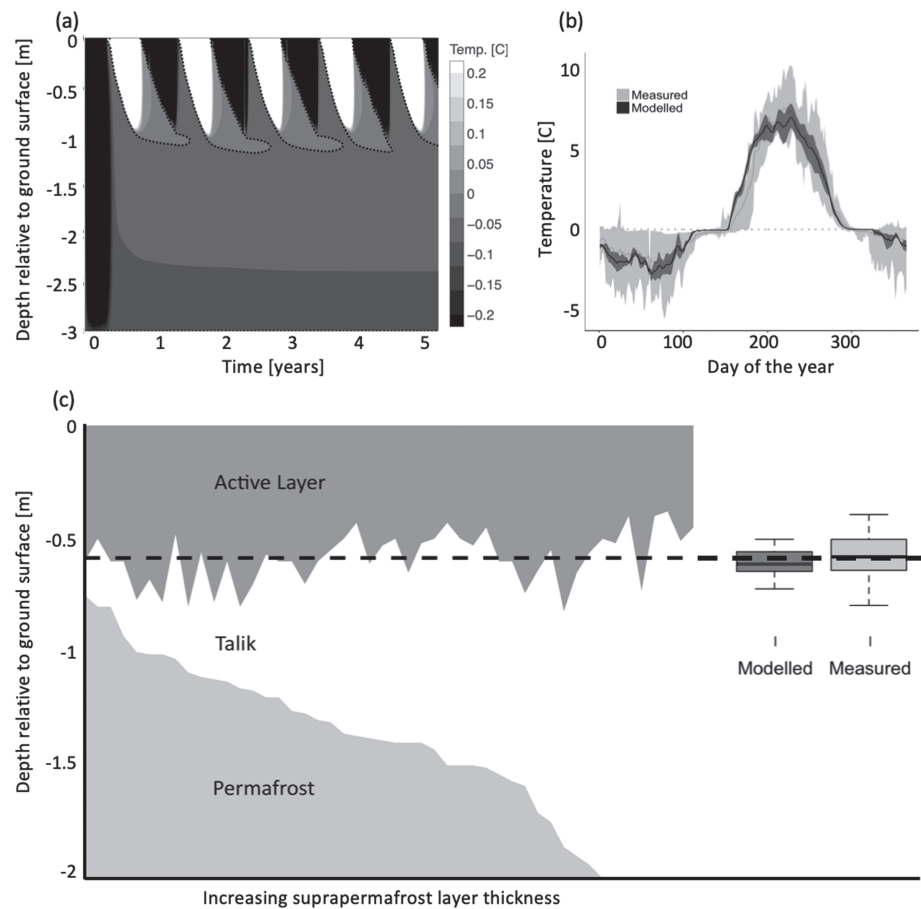 (a)
Depth relative to ground surface [m]
0
-0.5
-1
-1.5
-2
-2.5
-3
0 1 2 3 4 5
Time [years]
Temp. [C]
0.2
0.15
0.1
0.05
0
−0.05
−0.1
−0.15
−0.2
(b)
Temperature [C]
10
5
0
-5
Measured
Modelled
0 100 200 300
Day of the year
(c)
Depth relative to ground surface [m]
0
-0.5
-1
-1.5
-2
Active Layer
Talik
Permafrost
Modelled Measured
Increasing suprapermafrost layer thickness